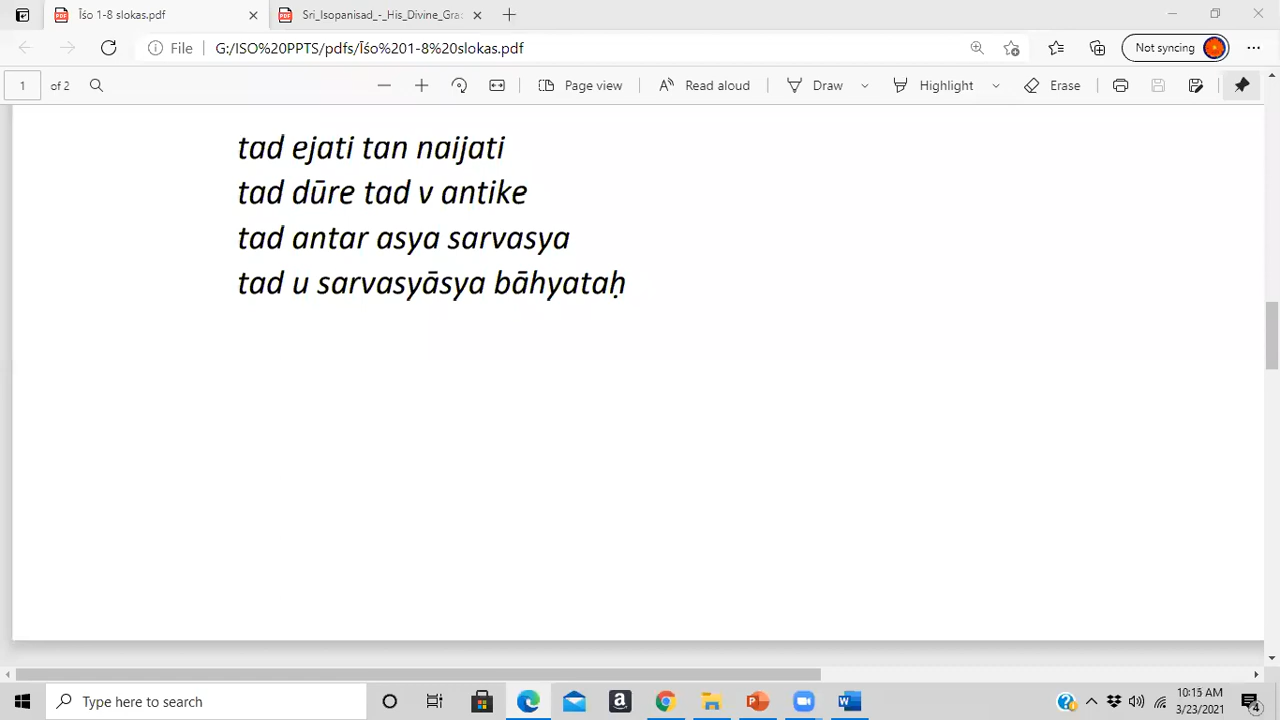 Īśo 1-8 slokas.pdf
Sri_Isopanisad_-_His_Divine_Gra
File
G:/ISO%20PPTS/pdfs/Īśo%201-8%20slokas.pdf
Not syncing
1 of 2
Page view
Read aloud
Draw
Highlight
Erase
tad ejati tan naijati
tad dūre tad v antike
tad antar asya sarvasya
tad u sarvasyāsya bāhyataḥ
Type here to search
10:15 AM
3/23/2021
4